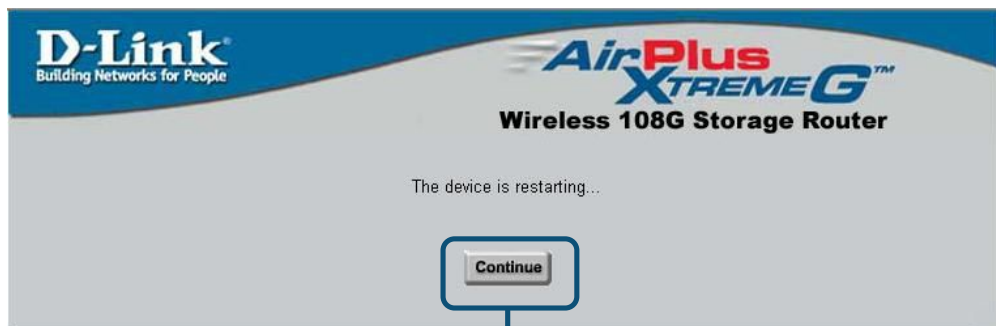 D-Link®
Building Networks for People
AirPlus
XTREME G™
Wireless 108G Storage Router
The device is restarting...
Continue